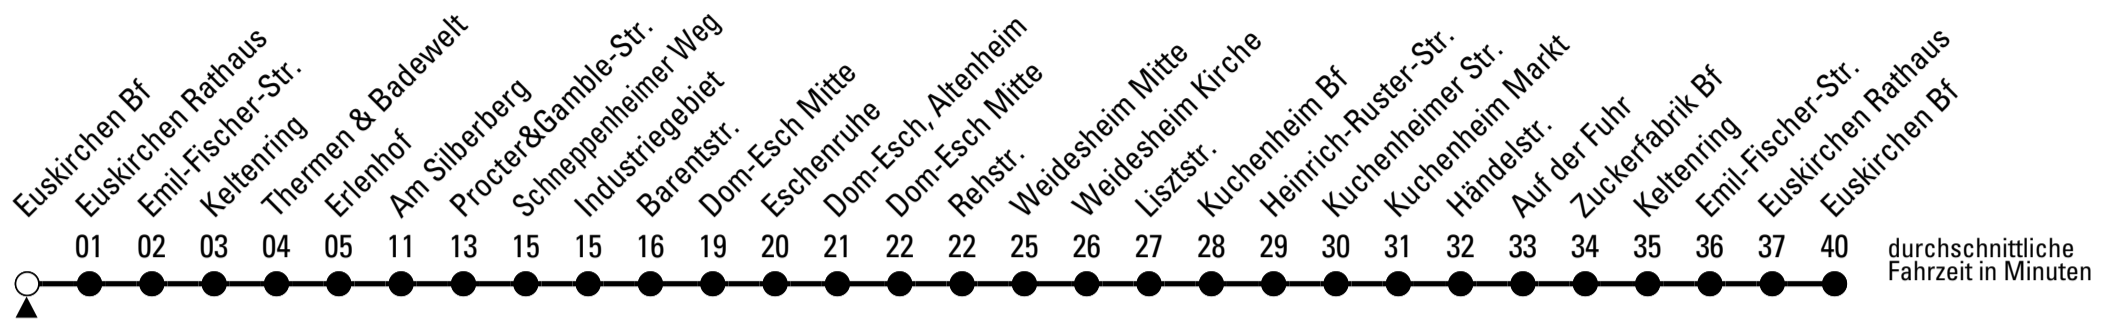 Euskirchen Bf
Euskirchen Rathaus
Emil-Fischer-Str.
Keltenring
Thermen & Badewelt
Erlenhof
Am Silberberg
Procter&Gamble-Str.
Schneppenheimer Weg
Industriegebiet
Barentstr.
Dom-Esch Mitte
Eschenruhe
Dom-Esch, Altenheim
Dom-Esch Mitte
Rehstr.
Weidesheim Mitte
Weidesheim Kirche
Lisztstr.
Kuchenheim Bf
Heinrich-Ruster-Str.
Kuchenheimer Str.
Kuchenheim Markt
Händelstr.
Auf der Fuhr
Zuckerfabrik Bf
Keltenring
Emil-Fischer-Str.
Euskirchen Rathaus
Euskirchen Bf
01 02 03 04 05 11 13 15 15 16 19 20 21 22 22 25 26 27 28 29 30 31 32 33 34 35 36 37 40
durchschnittliche
Fahrzeit in Minuten